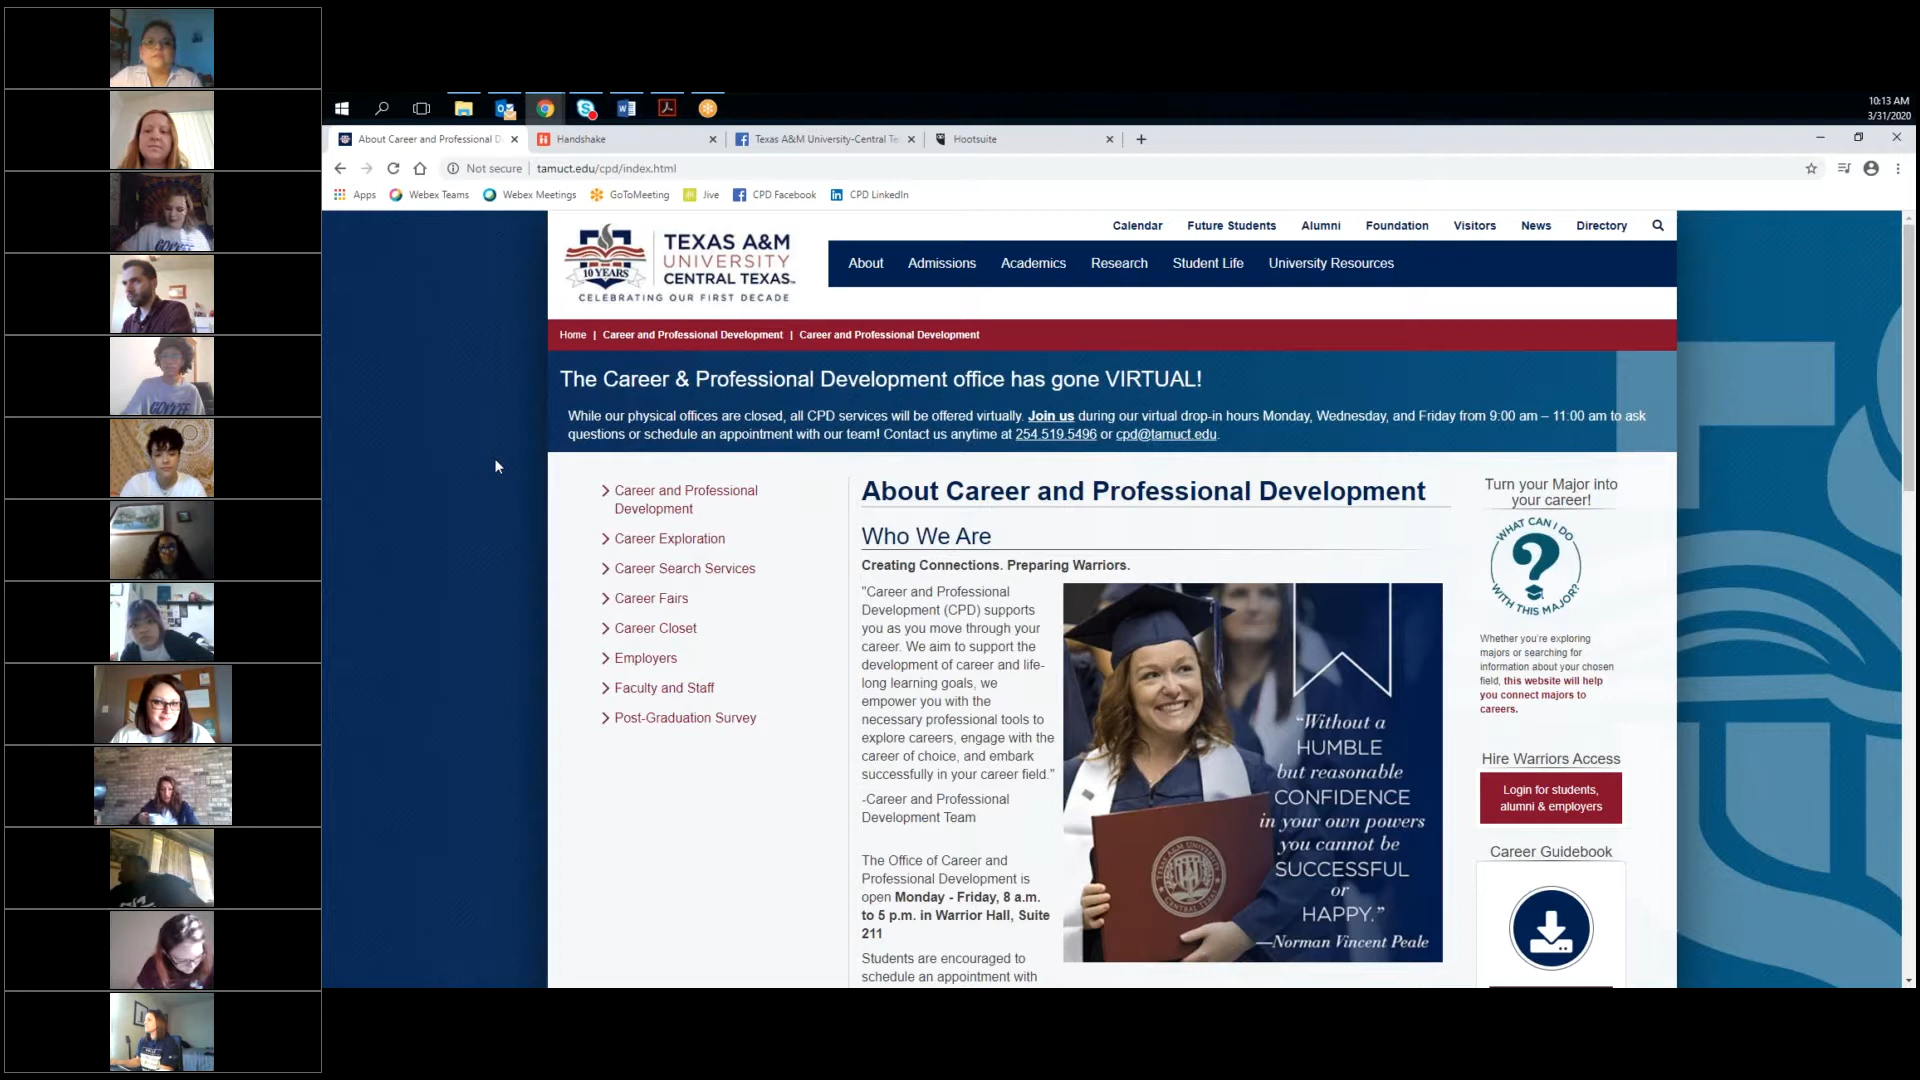 10:13 AM
3/31/2020
About Career and Professional D
Handshake
Texas A&M University-Central Te
Hootsuite
Not secure | tamuct.edu/cpd/index.html
Apps
Webex Teams
Webex Meetings
GoToMeeting
Jive
CPD Facebook
CPD LinkedIn
Calendar Future Students Alumni Foundation Visitors News Directory
10 YEARS
TEXAS A&M
UNIVERSITY
CENTRAL TEXAS
CELEBRATING OUR FIRST DECADE
About Admissions Academics Research Student Life University Resources
Home | Career and Professional Development | Career and Professional Development
The Career & Professional Development office has gone VIRTUAL!
While our physical offices are closed, all CPD services will be offered virtually. Join us during our virtual drop-in hours Monday, Wednesday, and Friday from 9:00 am – 11:00 am to ask
questions or schedule an appointment with our team! Contact us anytime at 254.519.5496 or cpd@tamuct.edu.
Career and Professional
Development
Career Exploration
Career Search Services
Career Fairs
Career Closet
Employers
Faculty and Staff
Post-Graduation Survey
About Career and Professional Development
Who We Are
Creating Connections. Preparing Warriors.
"Career and Professional
Development (CPD) supports
you as you move through your
career. We aim to support the
development of career and life-
long learning goals, we
empower you with the
necessary professional tools to
explore careers, engage with the
career of choice, and embark
successfully in your career field."
-Career and Professional
Development Team
The Office of Career and
Professional Development is
open Monday - Friday, 8 a.m.
to 5 p.m. in Warrior Hall, Suite
211
Students are encouraged to
schedule an appointment with
“Without a
HUMBLE
but reasonable
CONFIDENCE
in your own powers
you cannot be
SUCCESSFUL
or
HAPPY.”
—Norman Vincent Peale
Turn your Major into
your career!
WHAT CAN I DO
WITH THIS MAJOR?
Whether you're exploring
majors or searching for
information about your chosen
field, this website will help
you connect majors to
careers.
Hire Warriors Access
Login for students,
alumni & employers
Career Guidebook